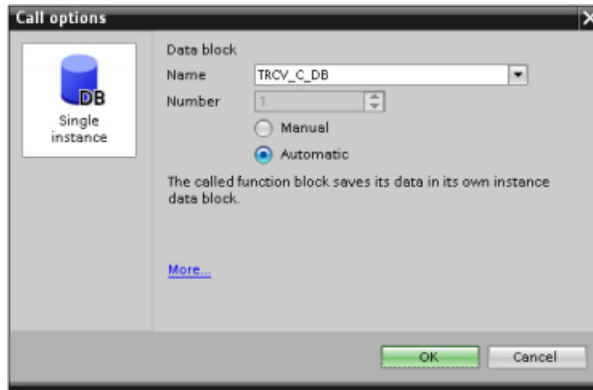 Call options
DB
Single
instance
Data block
Name TRCV_C_DB
Number 1
Manual
Automatic
The called function block saves its data in its own instance
data block.
More...
OK Cancel